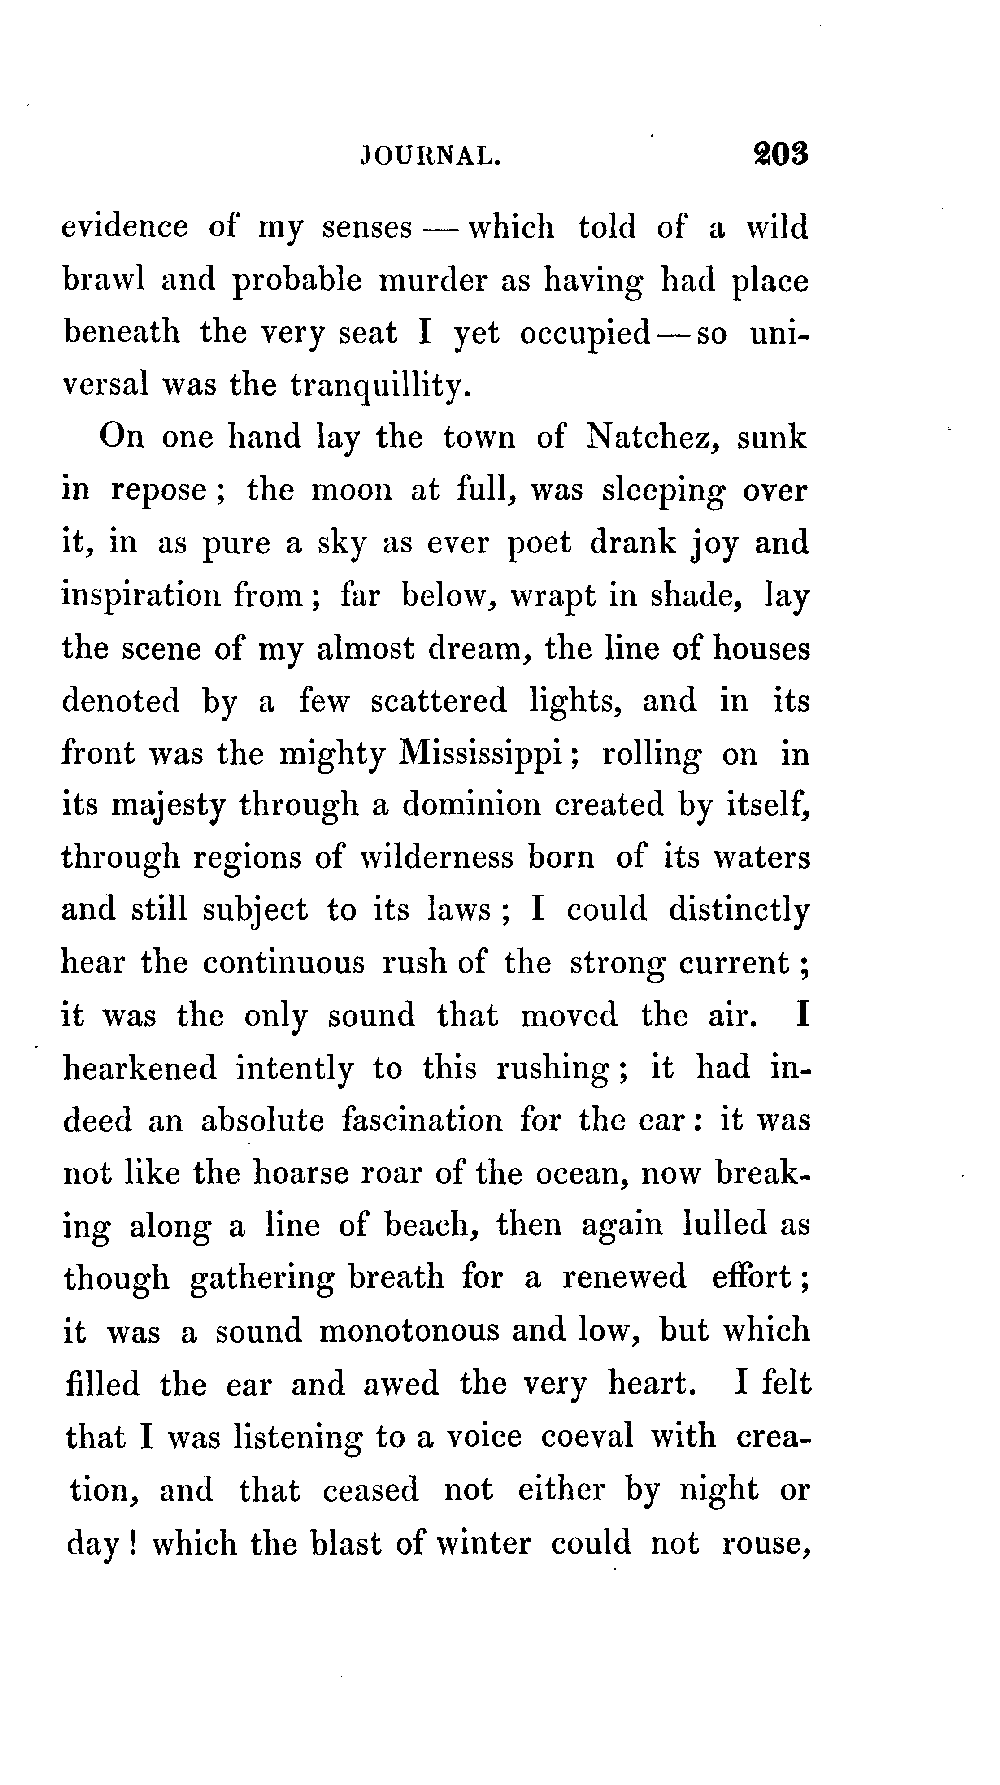 JOURNAL. 203
evidence of my senses — which told of a wild
brawl and probable murder as having had place
beneath the very seat I yet occupied—so uni-
versal was the tranquillity.
On one hand lay the town of Natchez, sunk
in repose ; the moon at full, was sleeping over
it, in as pure a sky as ever poet drank joy and
inspiration from ; far below, wrapt in shade, lay
the scene of my almost dream, the line of houses
denoted by a few scattered lights, and in its
front was the mighty Mississippi ; rolling on in
its majesty through a dominion created by itself,
through regions of wilderness born of its waters
and still subject to its laws ; I could distinctly
hear the continuous rush of the strong current ;
it was the only sound that moved the air. I
hearkened intently to this rushing ; it had in-
deed an absolute fascination for the ear : it was
not like the hoarse roar of the ocean, now break-
ing along a line of beach, then again lulled as
though gathering breath for a renewed effort ;
it was a sound monotonous and low, but which
filled the ear and awed the very heart. I felt
that I was listening to a voice coeval with crea-
tion, and that ceased not either by night or
day ! which the blast of winter could not rouse,